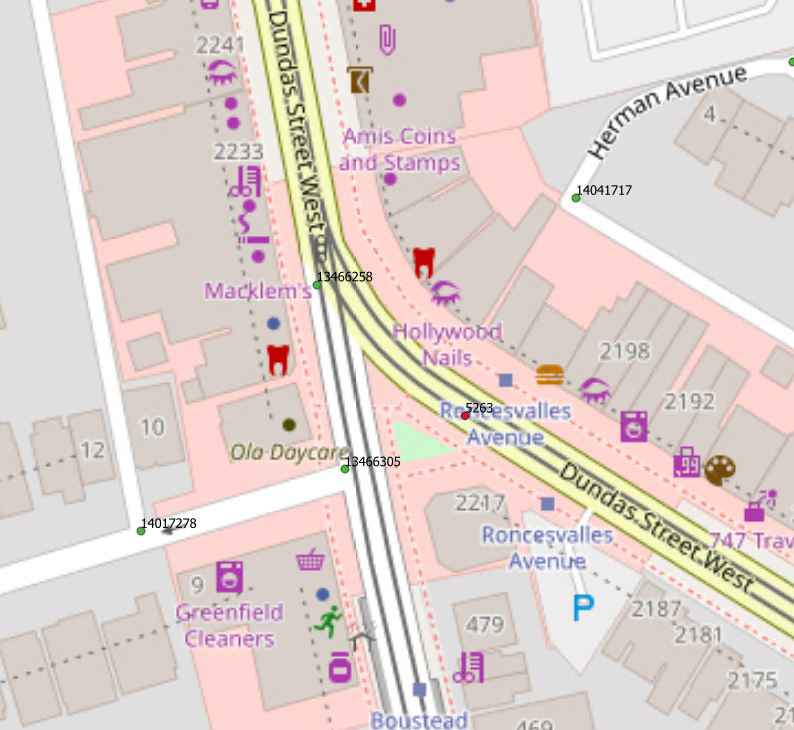 2241
Dundas Street West
Herman Avenue
4
Amis Coins
and Stamps
2233
14041717
13466258
Macklem's
Hollywood
Nails
2198
2192
5263
Roncesvalles
Avenue
10
12
Ola Daycare
13466305
2217
Dundas Street West
14017278
Roncesvalles
Avenue
747 Trav
9
Greenfield
Cleaners
P
479
2187
2181
2175
21
469
Boustead